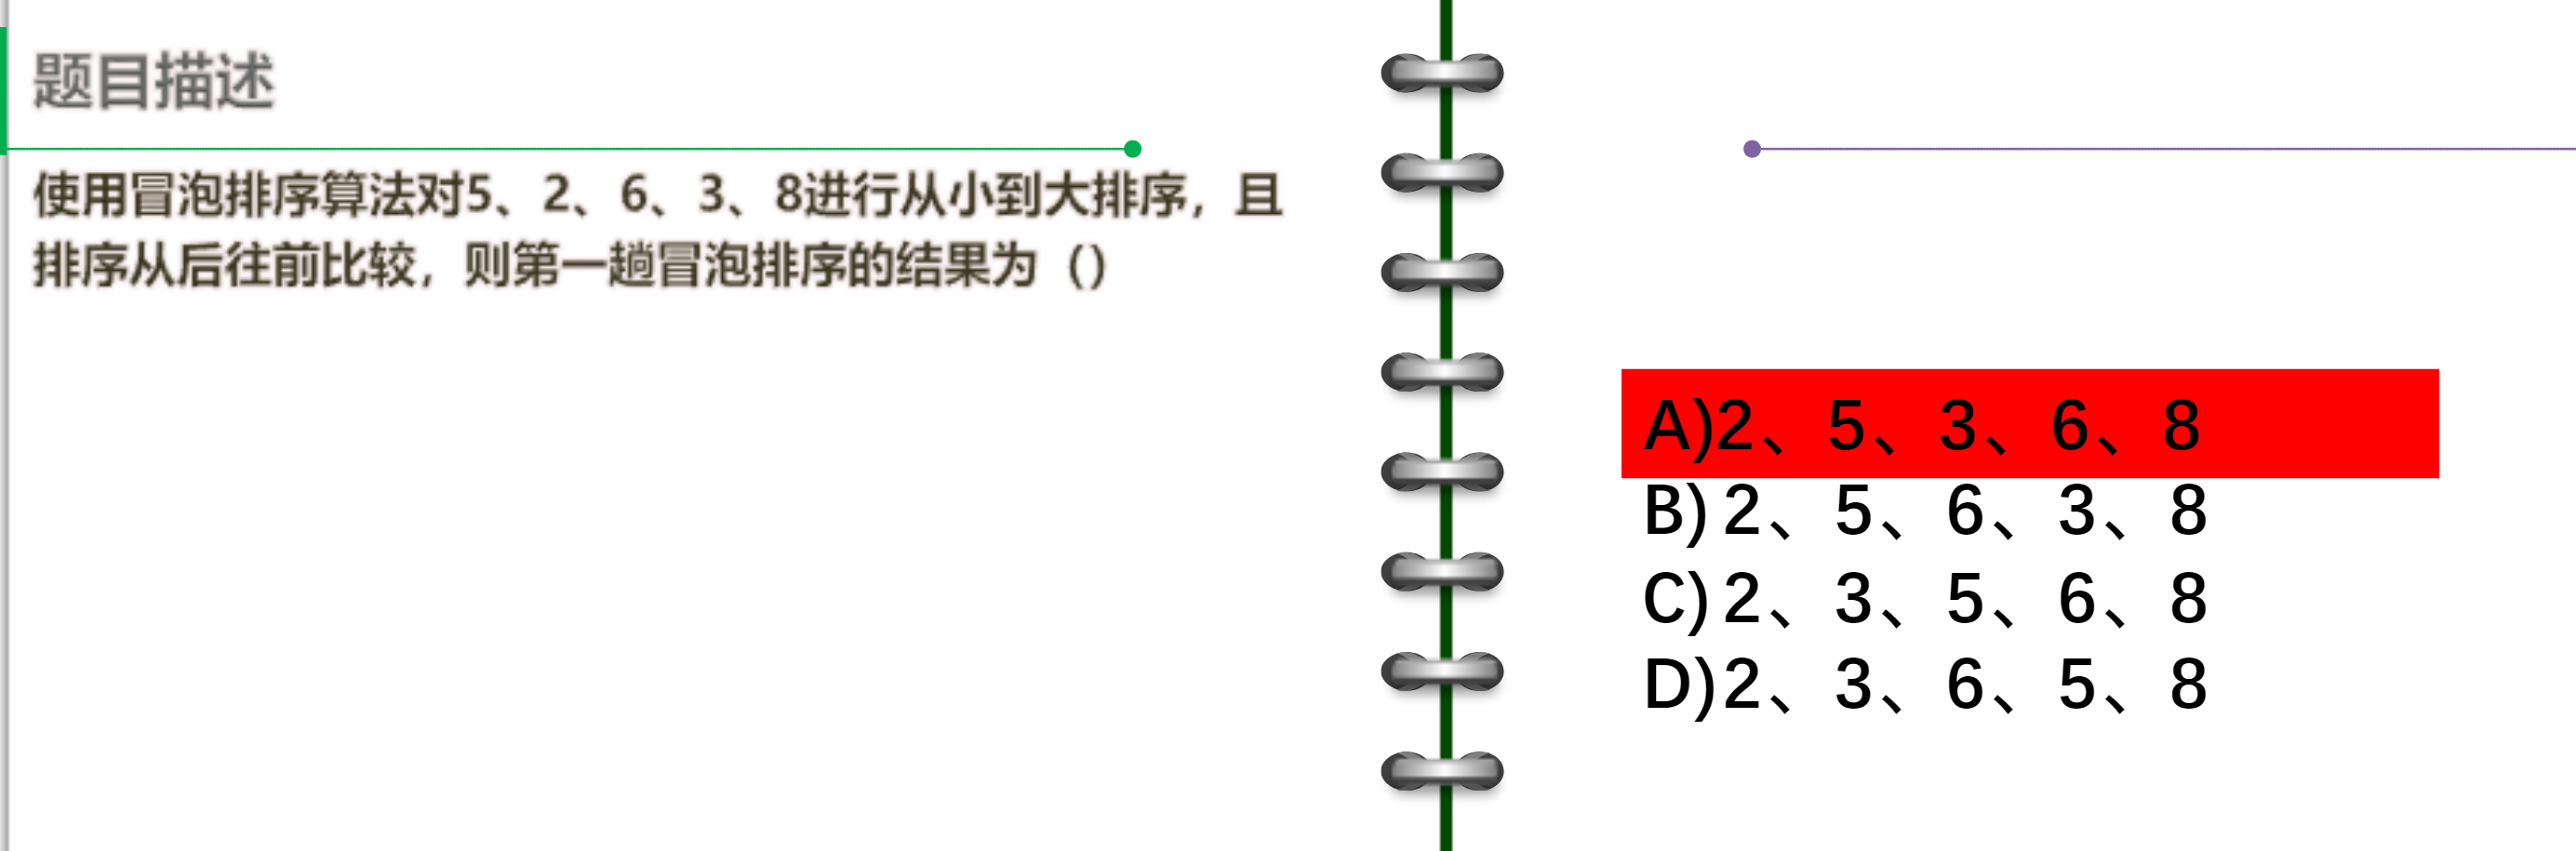 题目描述
使用冒泡排序算法对5、2、6、3、8进行从小到大排序，且
排序从后往前比较，则第一趟冒泡排序的结果为（）
A)2、5、3、6、8
B) 2、5、6、3、8
C) 2、3、5、6、8
D)2、3、6、5、8